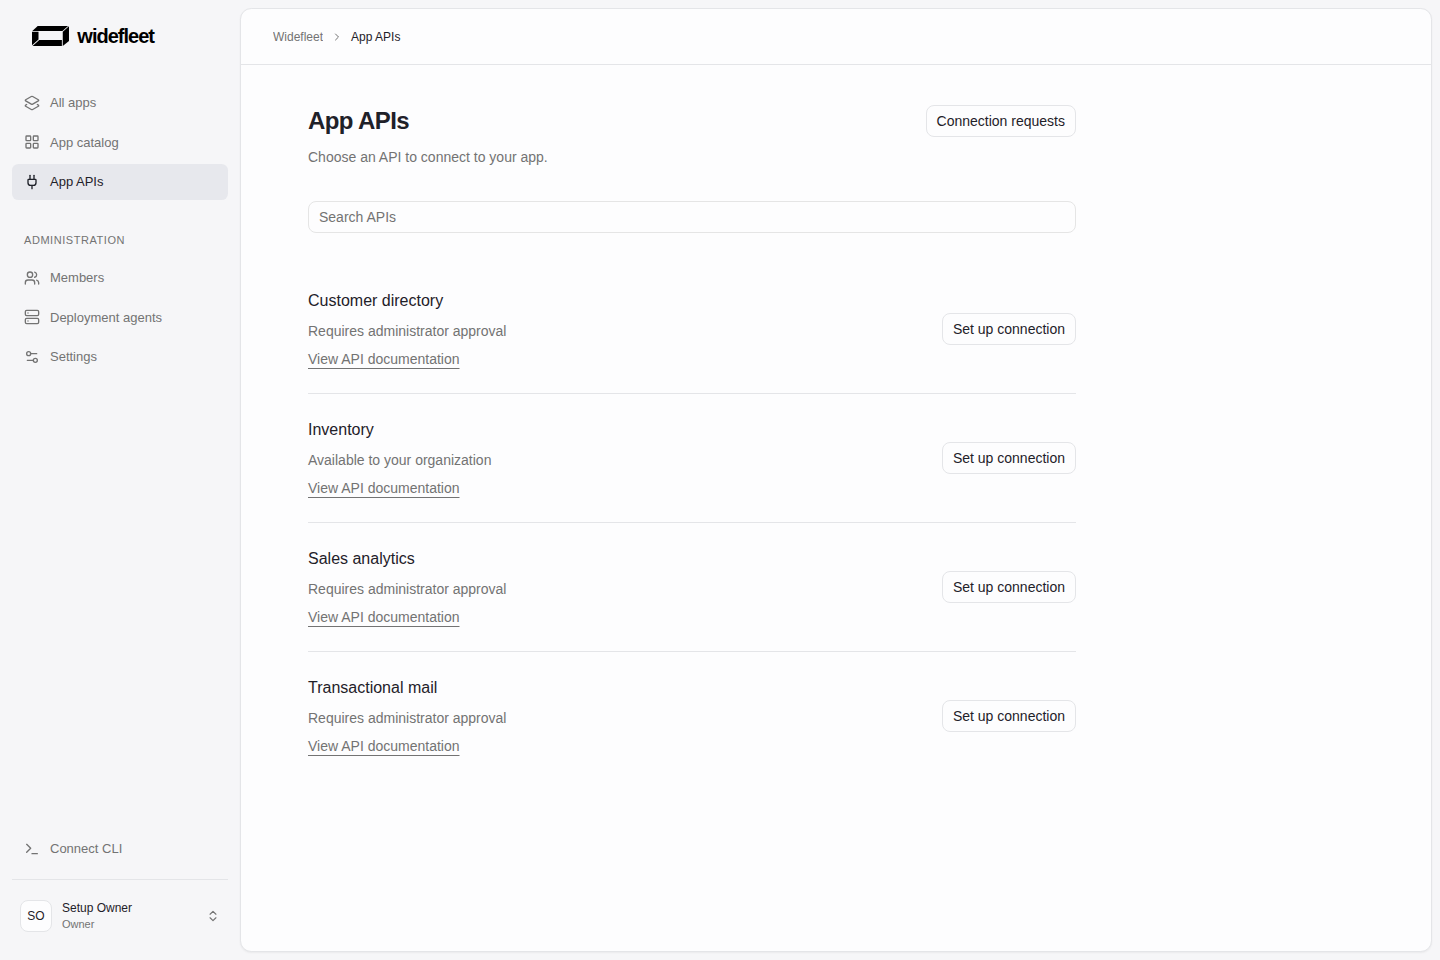 widefleet
All apps
App catalog
App APIs
ADMINISTRATION
Members
Deployment agents
Settings
Connect CLI
SO
Setup Owner
Owner
Widefleet
App APIs
App APIs
Connection requests
Choose an API to connect to your app.
Search APIs
Customer directory
Requires administrator approval
View API documentation
Set up connection
Inventory
Available to your organization
View API documentation
Set up connection
Sales analytics
Requires administrator approval
View API documentation
Set up connection
Transactional mail
Requires administrator approval
View API documentation
Set up connection